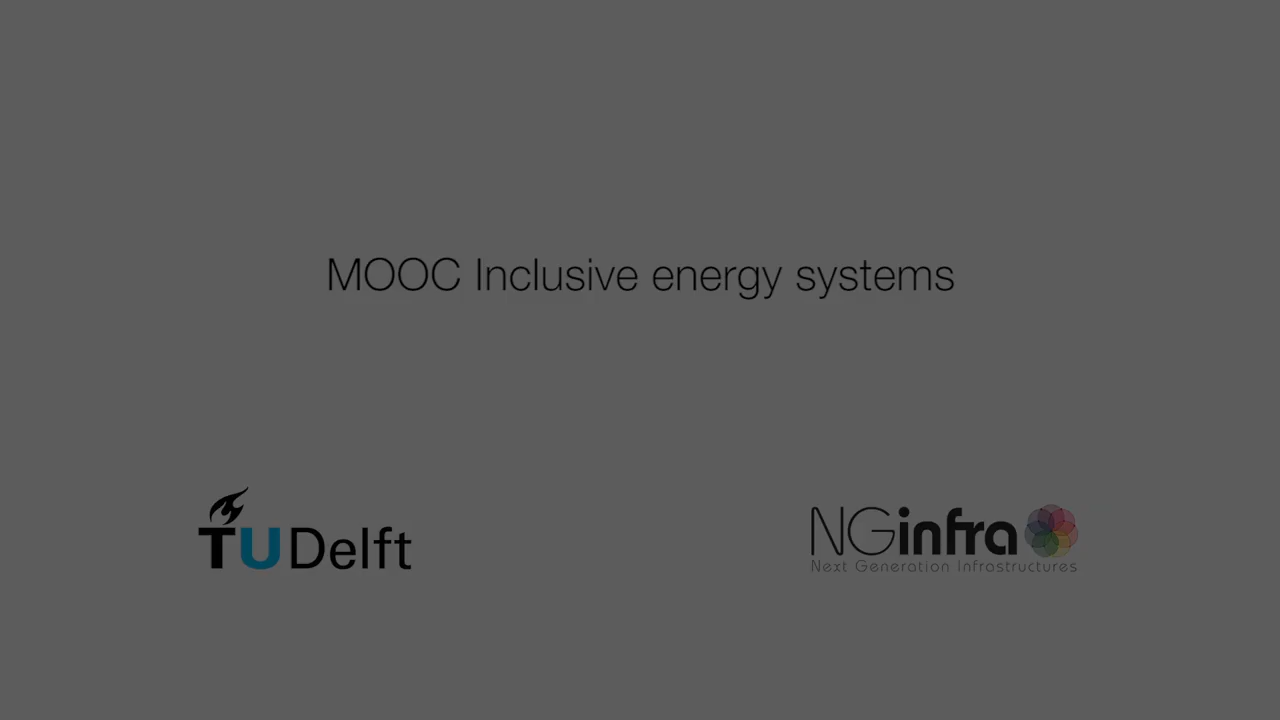 MOOC Inclusive energy systems
TU Delft
NGinfra
Next Generation Infrastructures